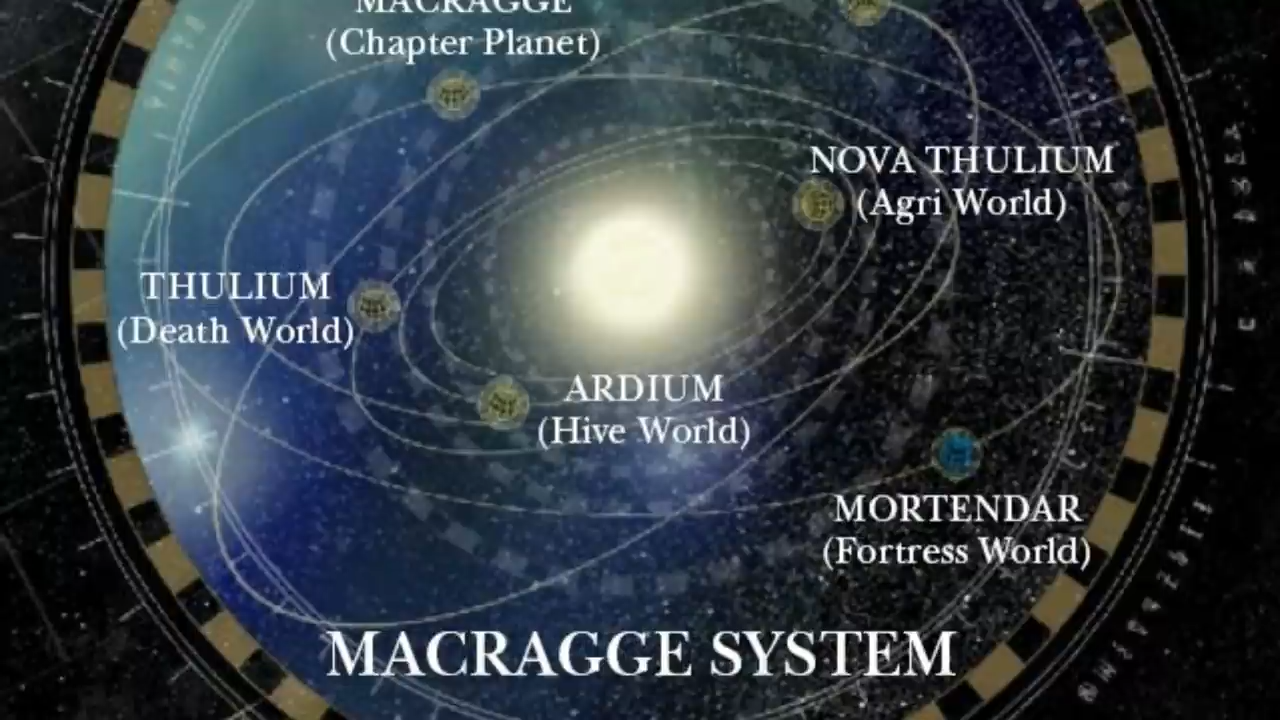 MACRAGGE
(Chapter Planet)
NOVA THULIUM
(Agri World)
THULIUM
(Death World)
ARDIUM
(Hive World)
MORTENDAR
(Fortress World)
MACRAGGE SYSTEM